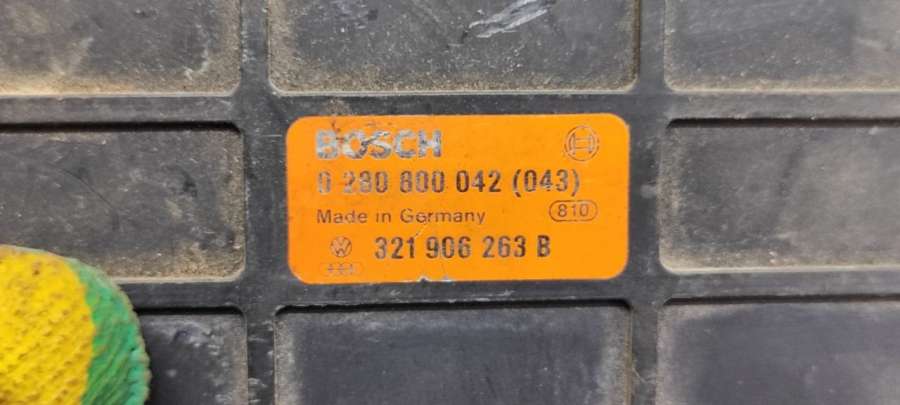 BOSCH
0 280 800 042 (043)
Made in Germany 810
321 906 263 B